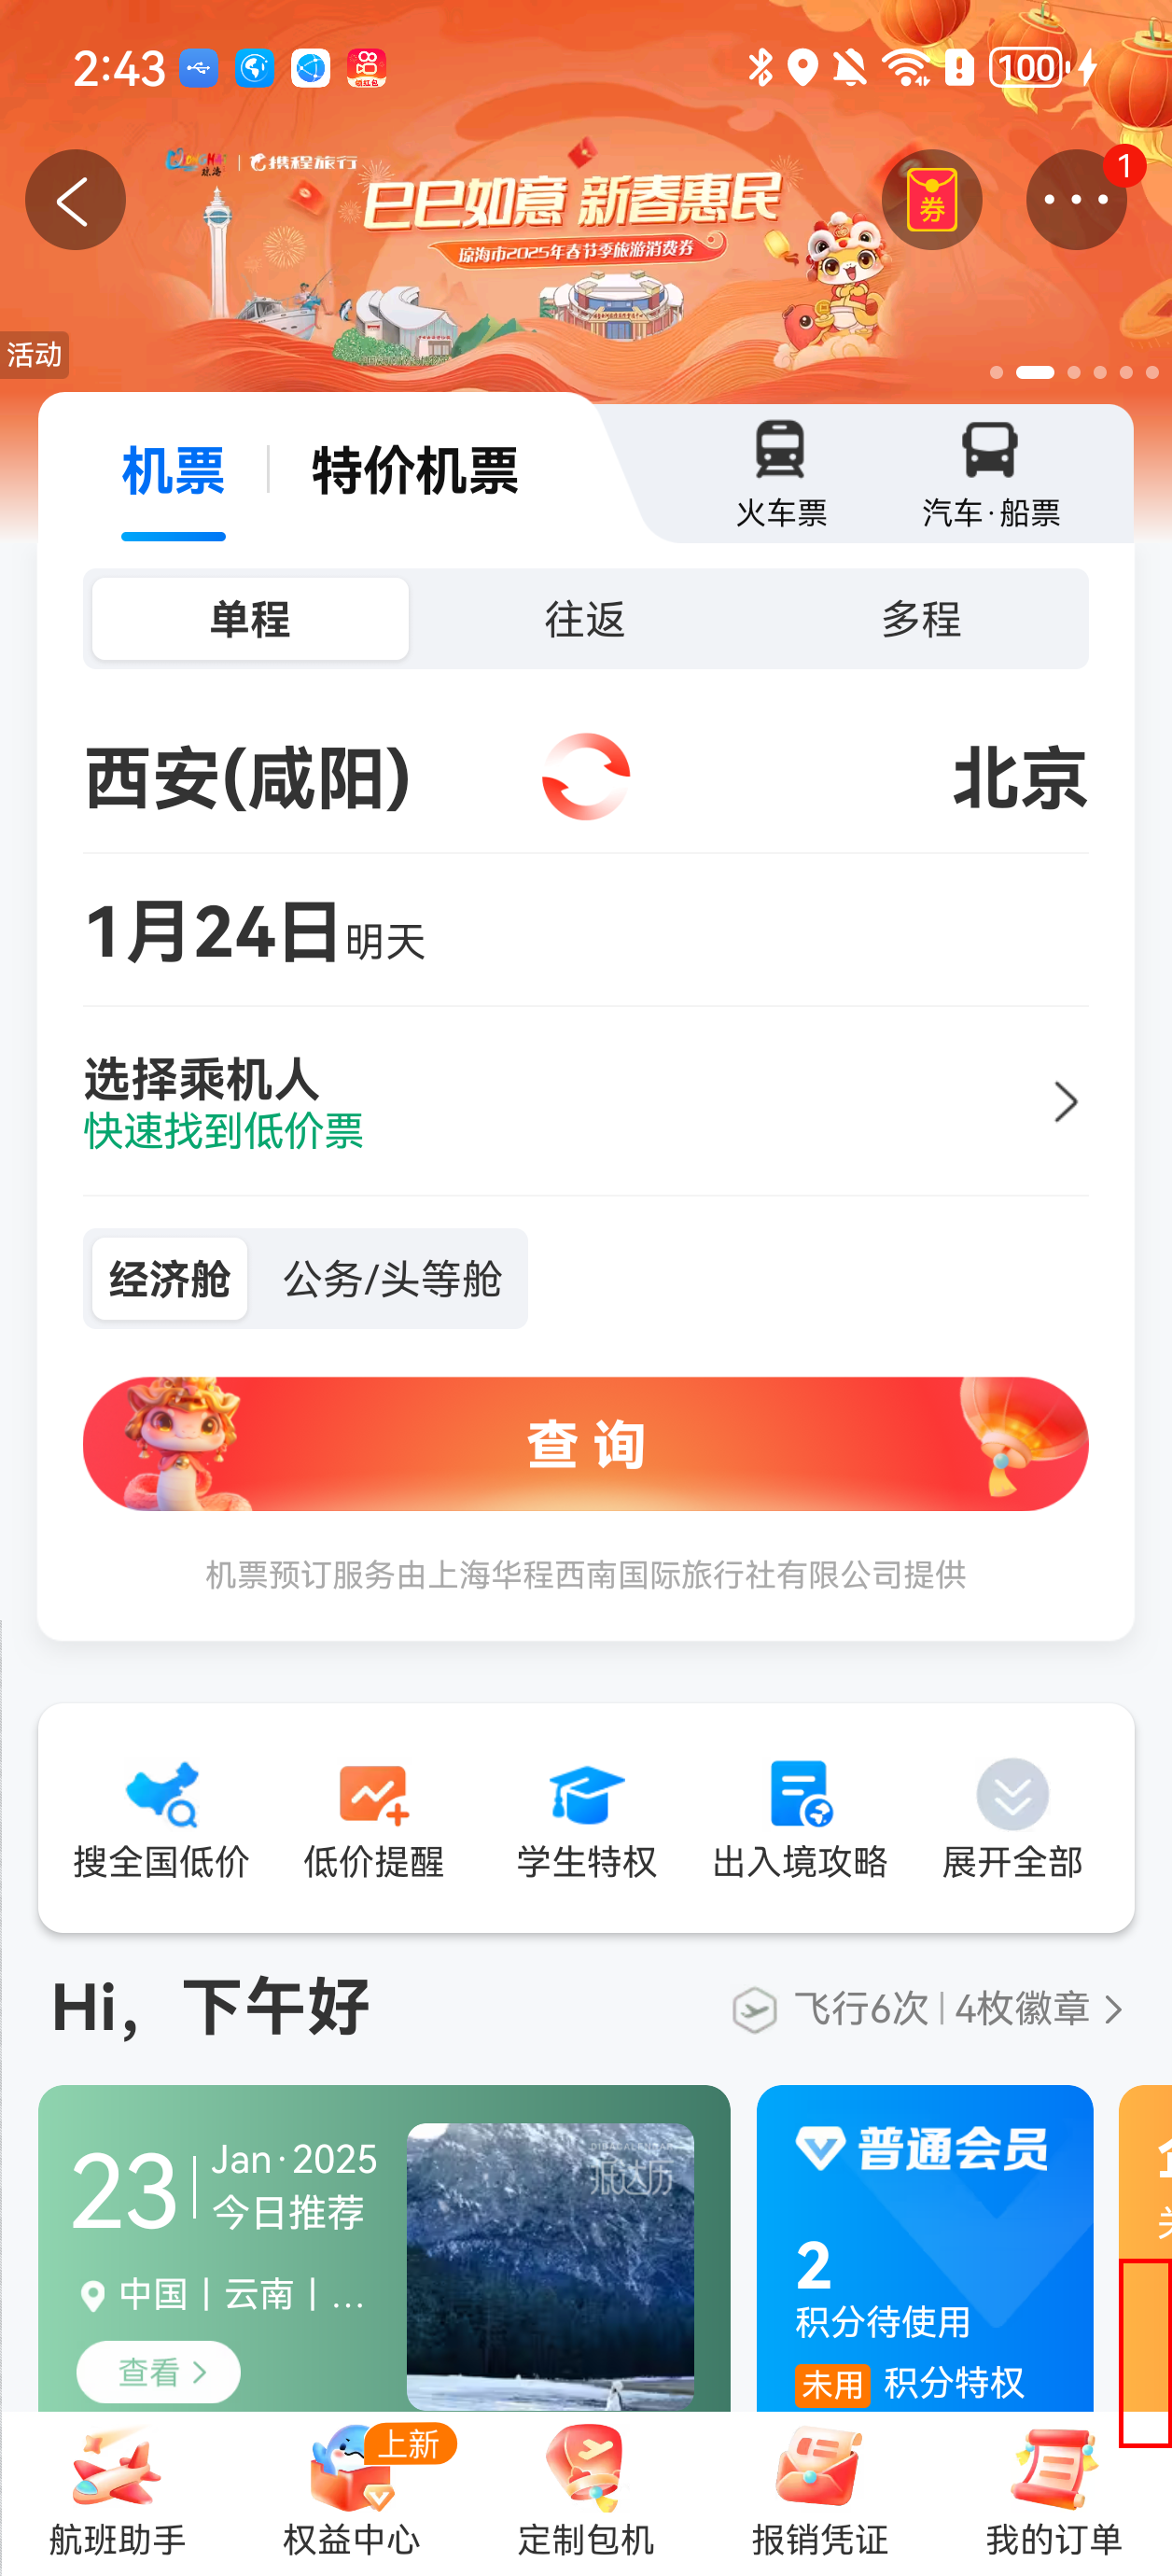 2:43
100
携程旅行
巳巳如意 新春惠民
琼海市2025年春节季旅游消费券
券
1
活动
机票
特价机票
火车票
汽车·船票
单程
往返
多程
西安(咸阳)
北京
1月24日明天
选择乘机人
快速找到低价票
经济舱
公务/头等舱
查询
机票预订服务由上海华程西南国际旅行社有限公司提供
搜全国低价
低价提醒
学生特权
出入境攻略
展开全部
Hi，下午好
飞行6次
4枚徽章
23
Jan·2025
今日推荐
中国丨云南丨...
查看
普通会员
2
积分待使用
未用
积分特权
上新
航班助手
权益中心
定制包机
报销凭证
我的订单